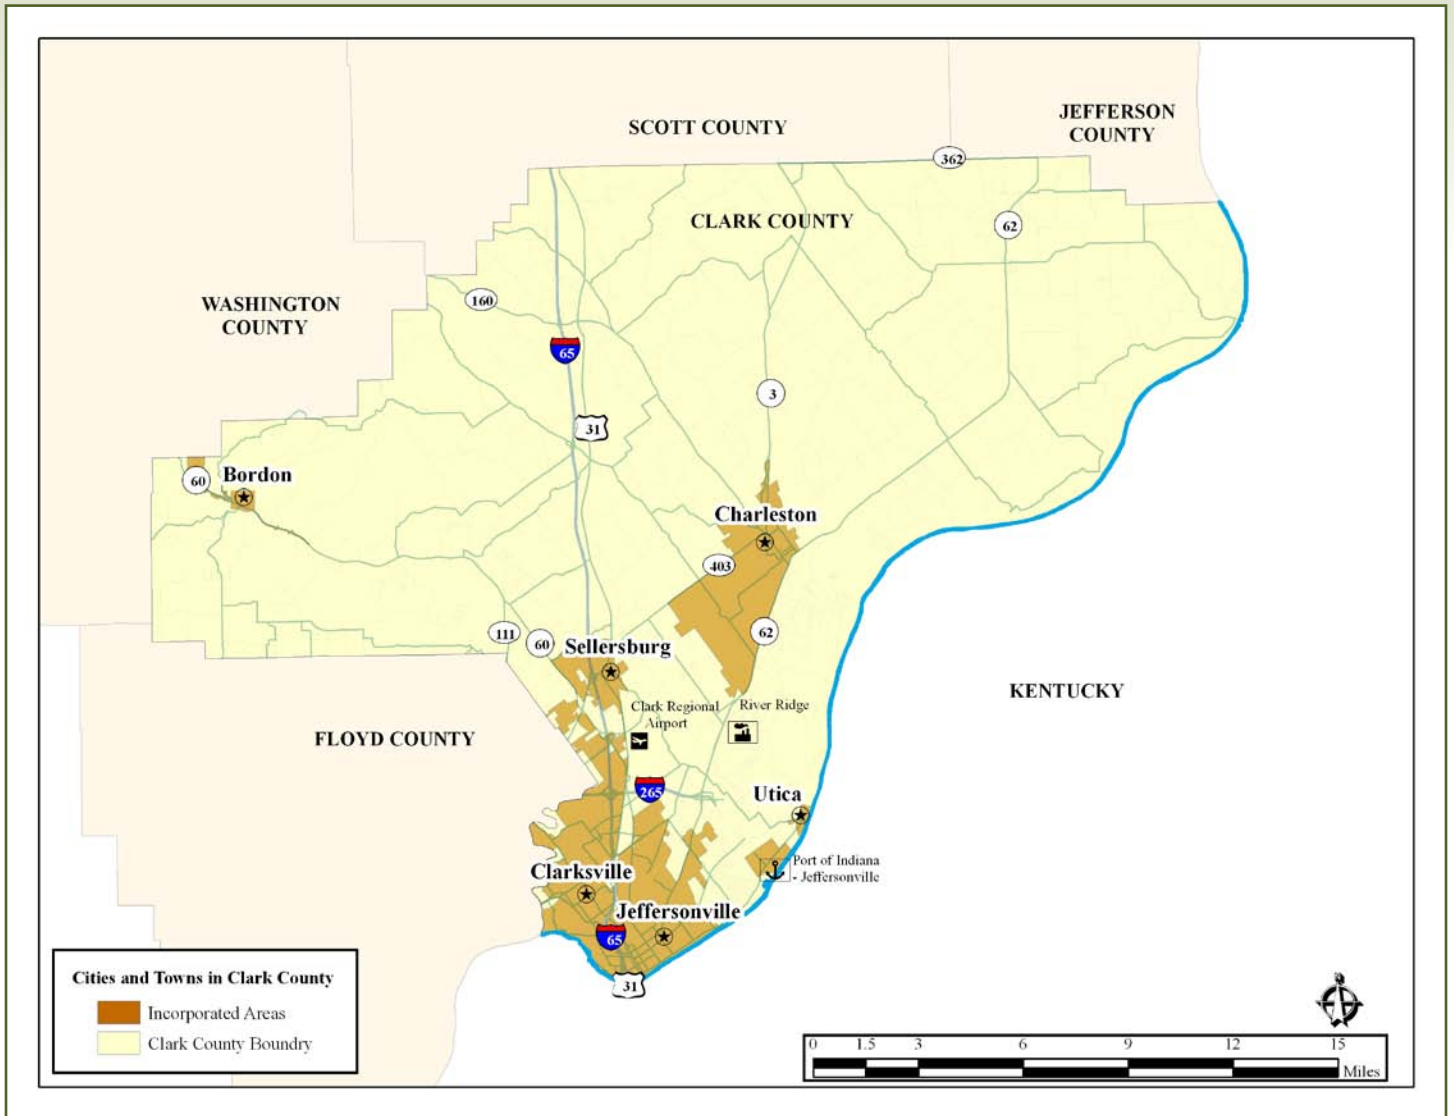 SCOTT COUNTY
JEFFERSON
COUNTY
362
CLARK COUNTY
62
WASHINGTON
COUNTY
160
65
3
31
60
Bordon
Charleston
403
111
60
62
Sellersburg
Clark Regional
Airport
River Ridge
KENTUCKY
FLOYD COUNTY
265
Utica
Port of Indiana
- Jeffersonville
Clarksville
Jeffersonville
65
31
Cities and Towns in Clark County
Incorporated Areas
Clark County Boundry
0 1.5 3 6 9 12 15
Miles